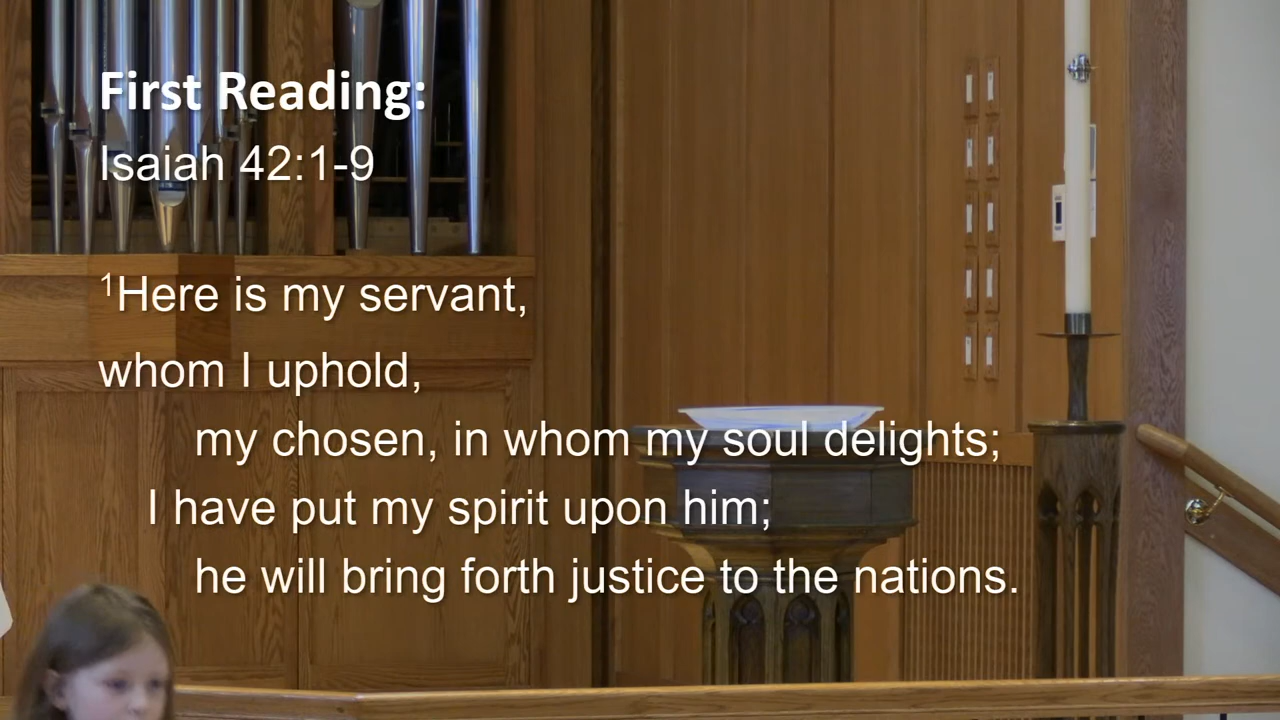 First Reading:
Isaiah 42:1-9
¹Here is my servant,
whom I uphold,
my chosen, in whom my soul delights;
I have put my spirit upon him;
he will bring forth justice to the nations.